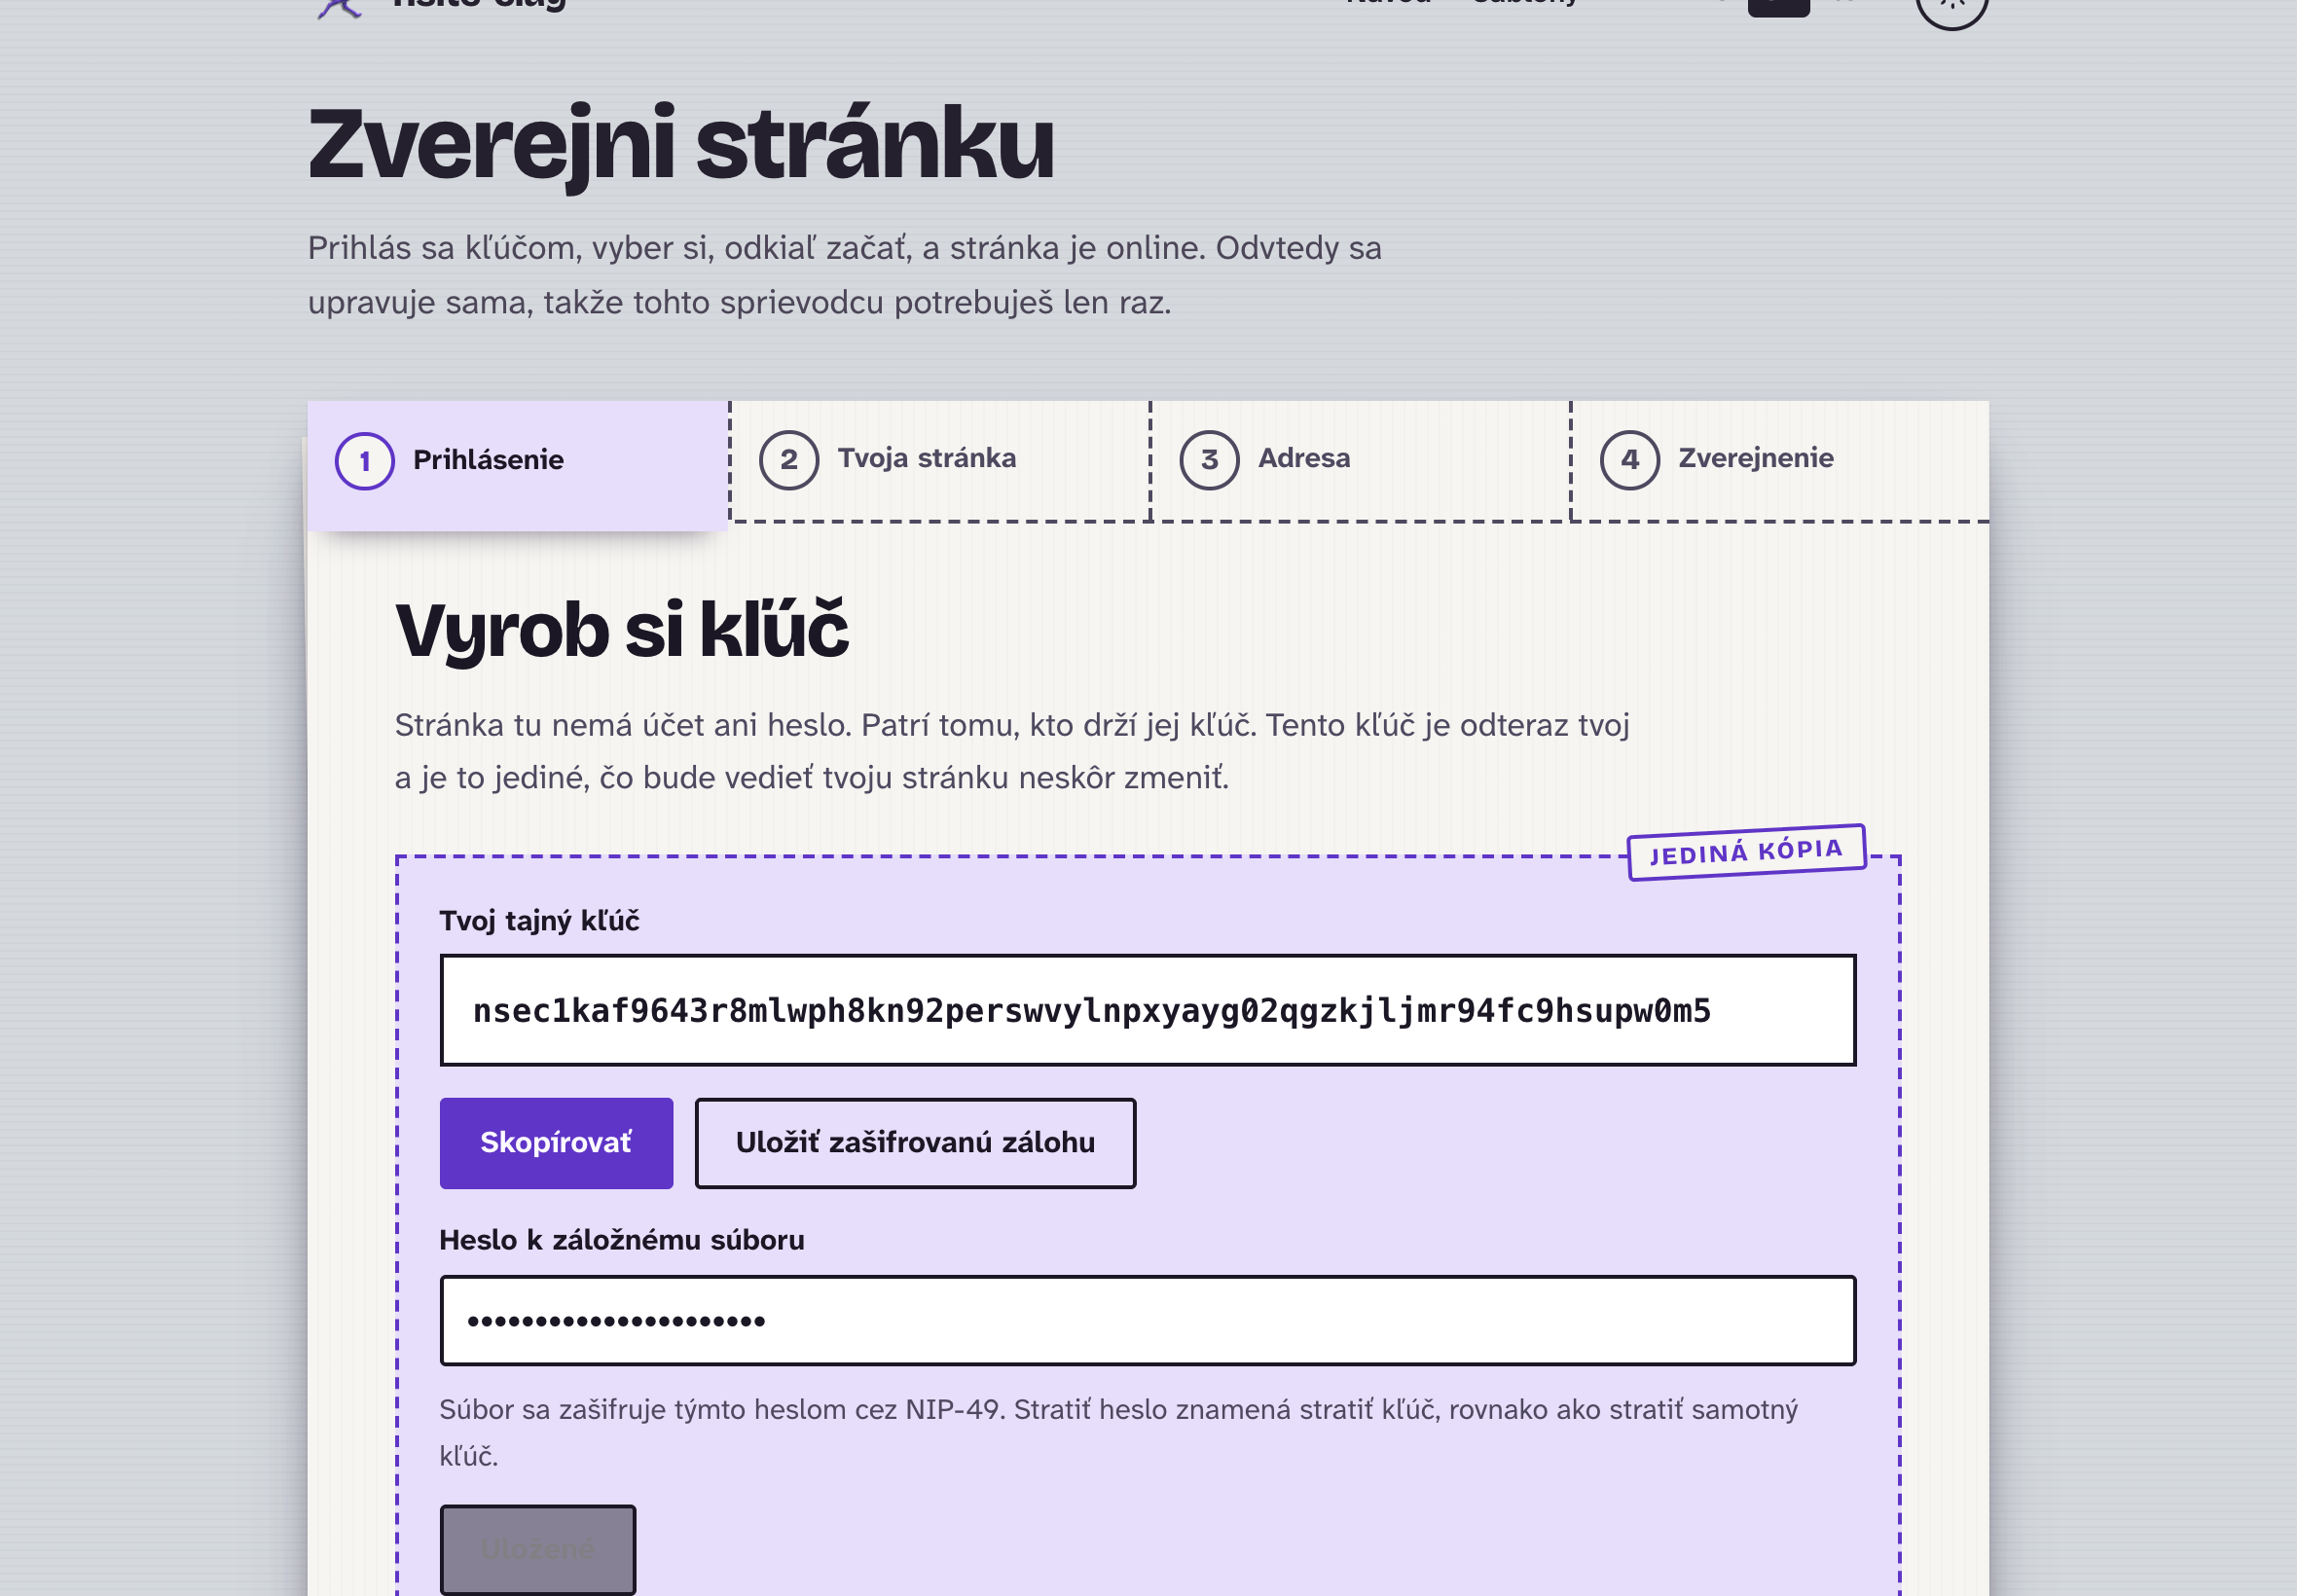 Zverejni stránku
Prihlás sa kľúčom, vyber si, odkiaľ začať, a stránka je online. Odvtedy sa
upravuje sama, takže tohto sprievodcu potrebuješ len raz.
1 Prihlásenie
2 Tvoja stránka
3 Adresa
4 Zverejnenie
Vyrob si kľúč
Stránka tu nemá účet ani heslo. Patrí tomu, kto drží jej kľúč. Tento kľúč je odteraz tvoj
a je to jediné, čo bude vedieť tvoju stránku neskôr zmeniť.
JEDINÁ KÓPIA
Tvoj tajný kľúč
nsec1kaf9643r8mlwph8kn92perswvylnpxyayg02qgzkjljmr94fc9hsupw0m5
Skopírovať
Uložiť zašifrovanú zálohu
Heslo k záložnému súboru
Súbor sa zašifruje týmto heslom cez NIP-49. Stratiť heslo znamená stratiť kľúč, rovnako ako stratiť samotný
kľúč.
Uložené